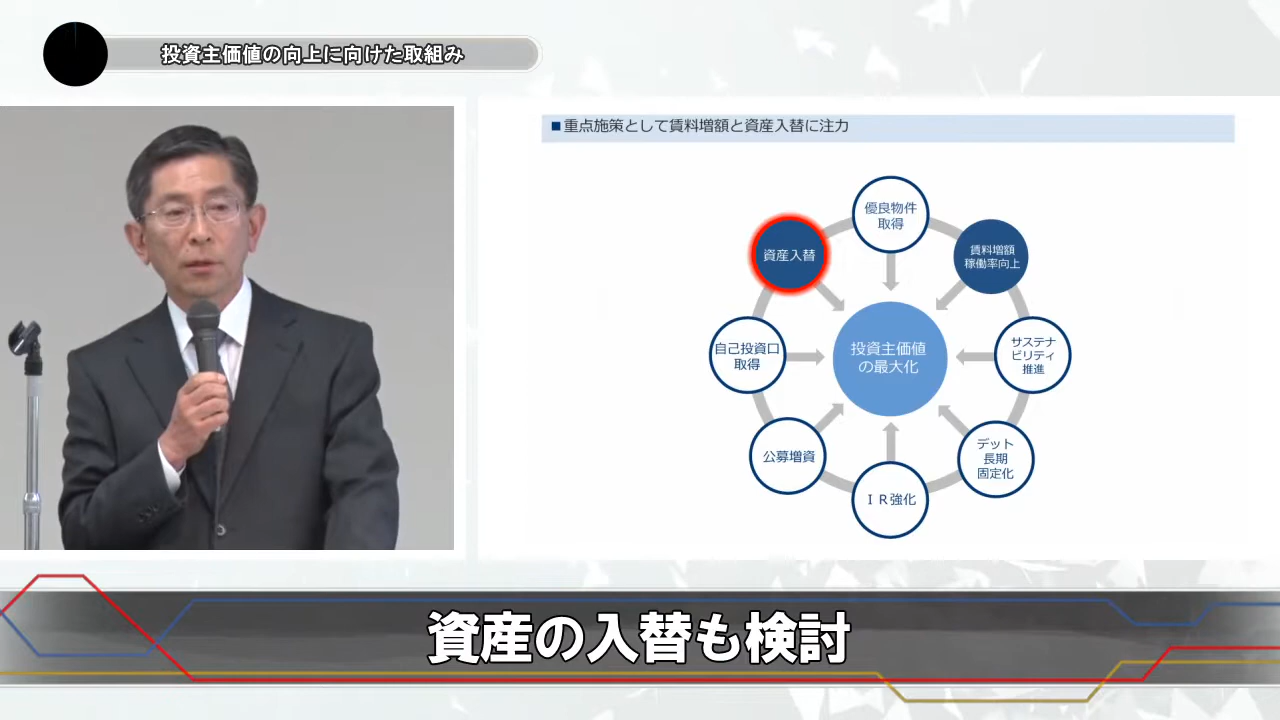 投資主価値の向上に向けた取組み
■重点施策として賃料増額と資産入替に注力
優良物件
取得
賃料増額
稼働率向上
サステナ
ビリティ
推進
デット
長期
固定化
ＩＲ強化
公募増資
自己投資口
取得
資産入替
投資主価値
の最大化
資産の入替も検討